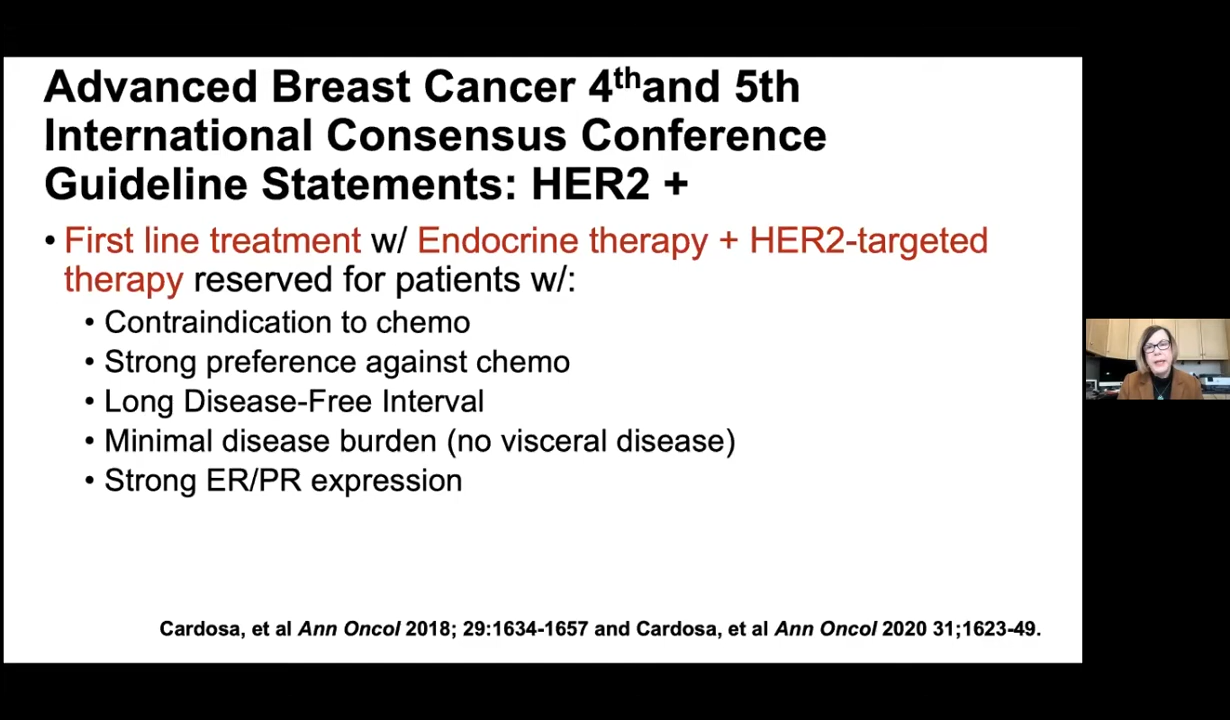 Advanced Breast Cancer 4thand 5th
International Consensus Conference
Guideline Statements: HER2 +
• First line treatment w/ Endocrine therapy + HER2-targeted
therapy reserved for patients w/:
• Contraindication to chemo
• Strong preference against chemo
• Long Disease-Free Interval
• Minimal disease burden (no visceral disease)
• Strong ER/PR expression
Cardosa, et al Ann Oncol 2018; 29:1634-1657 and Cardosa, et al Ann Oncol 2020 31;1623-49.